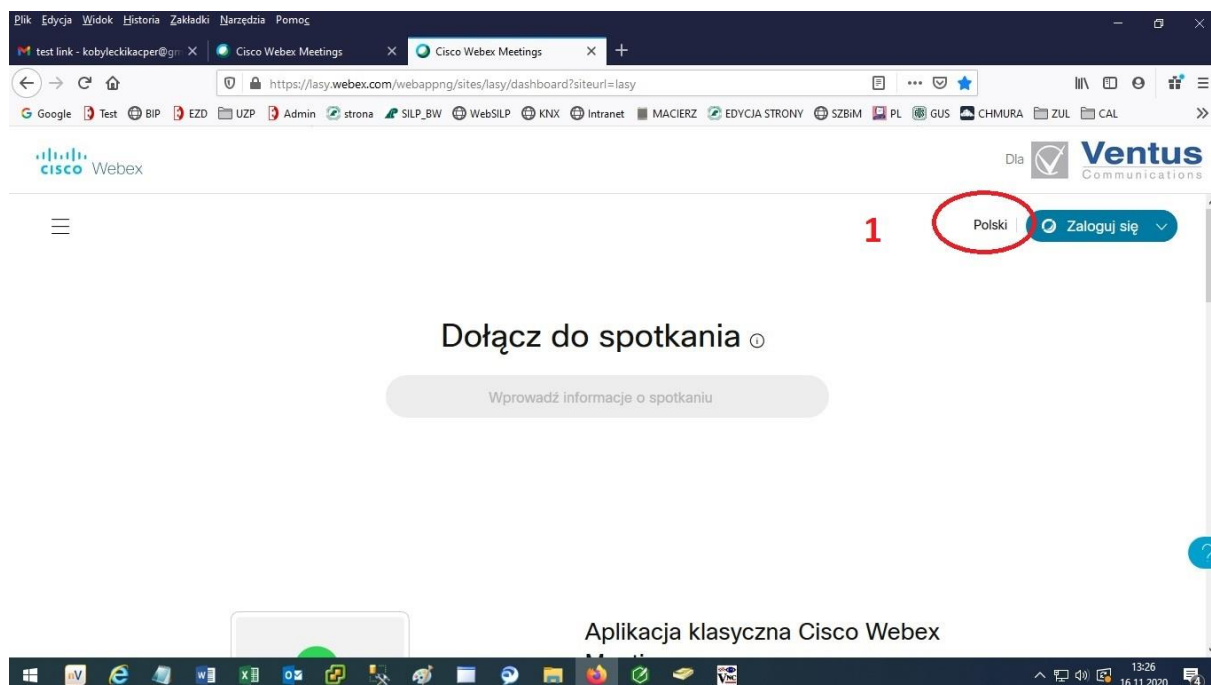 Plik Edycja Widok Historia Zakładki Narzędzia Pomoc
test link - kobyleckikacper@gm
Cisco Webex Meetings
Cisco Webex Meetings
https://lasy.webex.com/webappng/sites/lasy/dashboard?siteurl=lasy
Google Test BIP EZD UZP Admin strona SILP_BW WebSILP KNX Intranet MACIERZ EDYCJA STRONY SZBiM PL GUS CHMURA ZUL CAL
cisco Webex
Dla Ventus
Communications
1 Polski Zaloguj się
Dołącz do spotkania
Wprowadź informacje o spotkaniu
Aplikacja klasyczna Cisco Webex
13:26
16.11.2020